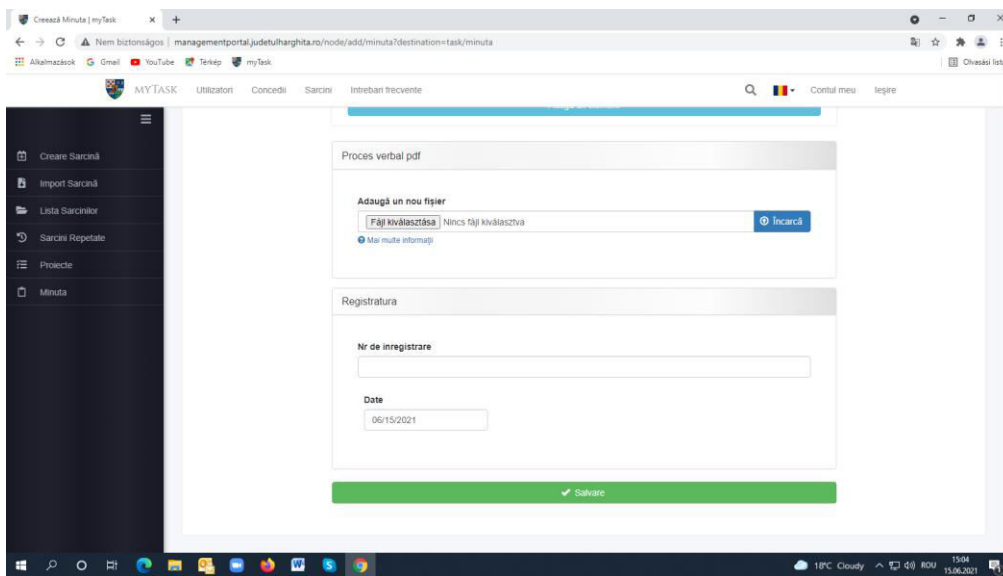 Creează Minuta | myTask
Nem biztonságos | managementportal.judetulharghita.ro/node/add/minuta?destination=task/minuta
Alkalmazások Gmail YouTube Térkép myTask
Olvasási list
MYTASK Utilizatori Concedii Sarcini Intrebari frecvente Contul meu Ieșire
Creare Sarcină
Import Sarcină
Lista Sarcinilor
Sarcini Repetate
Proiecte
Minuta
Proces verbal pdf
Adaugă un nou fișier
Fájl kiválasztása Nincs fájl kiválasztva Încarcă
Mai multe informații
Registratura
Nr de inregistrare
Date
06/15/2021
Salvare
18°C Cloudy ROU 15:04
15.06.2021